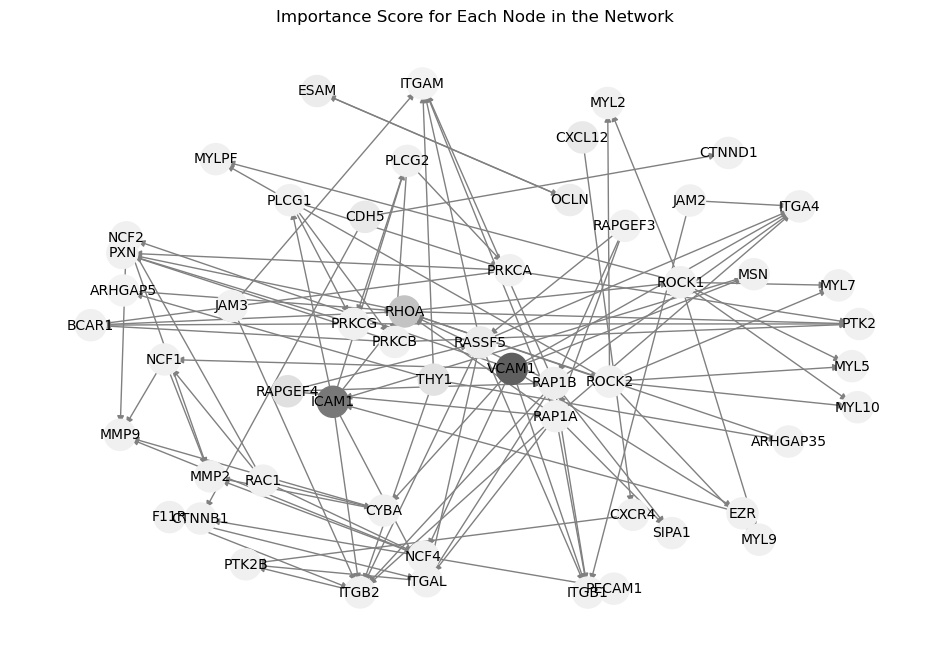 Importance Score for Each Node in the Network
ESAM
ITGAM
MYL2
CXCL12
CTNND1
MYLPF
PLCG2
PLCG1
CDH5
OCLN
JAM2
ITGA4
RAPGEF3
NCF2
PXN
PRKCA
MSN
ROCK1
MYL7
ARHGAP5
JAM3
RHOA
BCAR1
PRKCG
PTK2
PRKCB
RASSF5
NCF1
VCAM1
MYL5
THY1
RAP1B
ROCK2
RAPGEF4
ICAM1
MYL10
RAP1A
MMP9
ARHGAP35
MMP2
RAC1
CYBA
F11R
CTNNB1
CXCR4
EZR
SIPA1
MYL9
NCF4
PTK2B
ITGAL
ITGB2
ITGB1
PECAM1